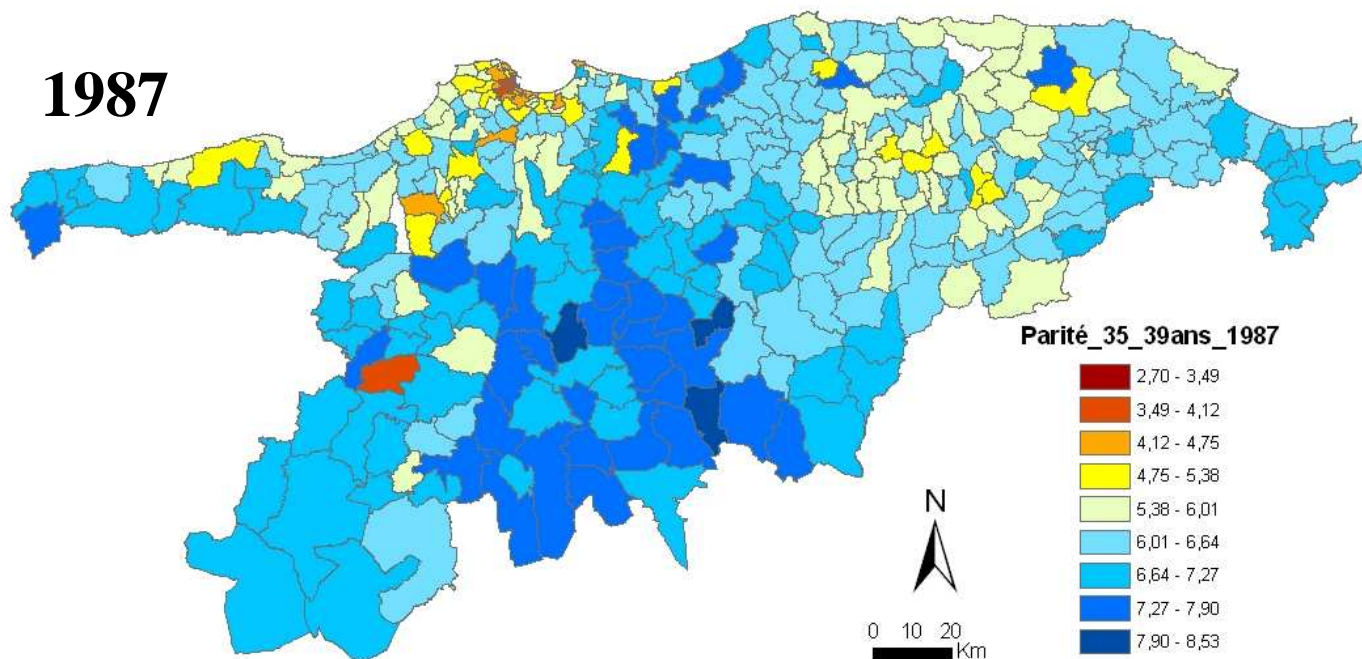 1987
Parité_35_39ans_1987
2,70 - 3,49
3,49 - 4,12
4,12 - 4,75
4,75 - 5,38
5,38 - 6,01
6,01 - 6,64
6,64 - 7,27
7,27 - 7,90
7,90 - 8,53
N
0 10 20
Km